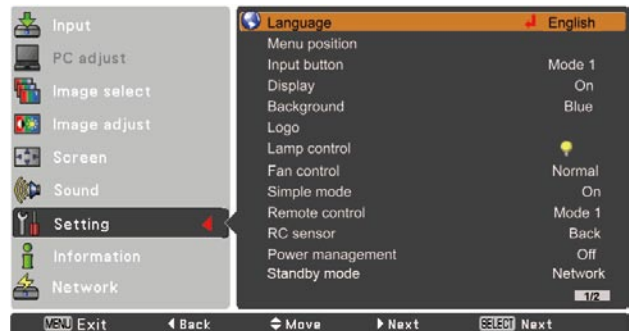 Input
PC adjust
Image select
Image adjust
Screen
Sound
Setting
Information
Network
Language English
Menu position
Input button Mode 1
Display On
Background Blue
Logo
Lamp control
Fan control Normal
Simple mode On
Remote control Mode 1
RC sensor Back
Power management Off
Standby mode Network
1/2
MENU Exit Back Move Next SELECT Next